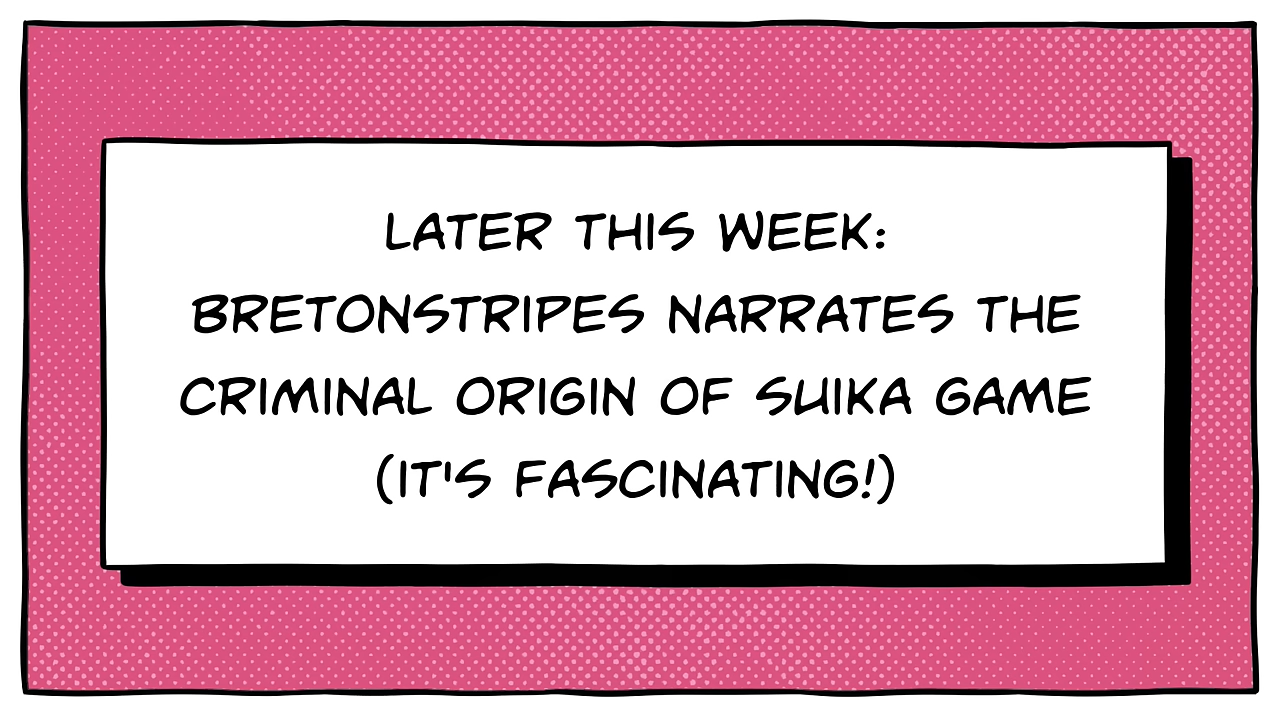 LATER THIS WEEK:
BRETONSTRIPES NARRATES THE
CRIMINAL ORIGIN OF SUIKA GAME
(IT'S FASCINATING!)